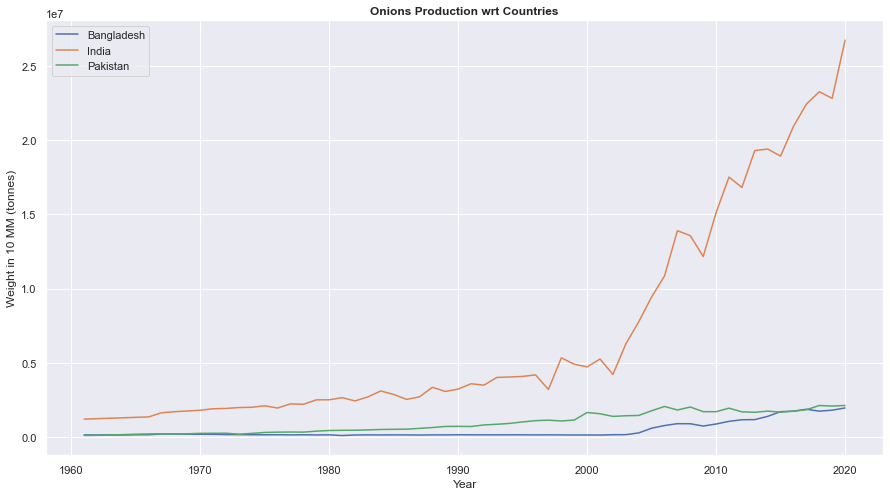 Onions Production wrt Countries
1e7
Bangladesh
India
Pakistan
2.5
2.0
1.5
1.0
0.5
0.0
Weight in 10 MM (tonnes)
1960 1970 1980 1990 2000 2010 2020
Year